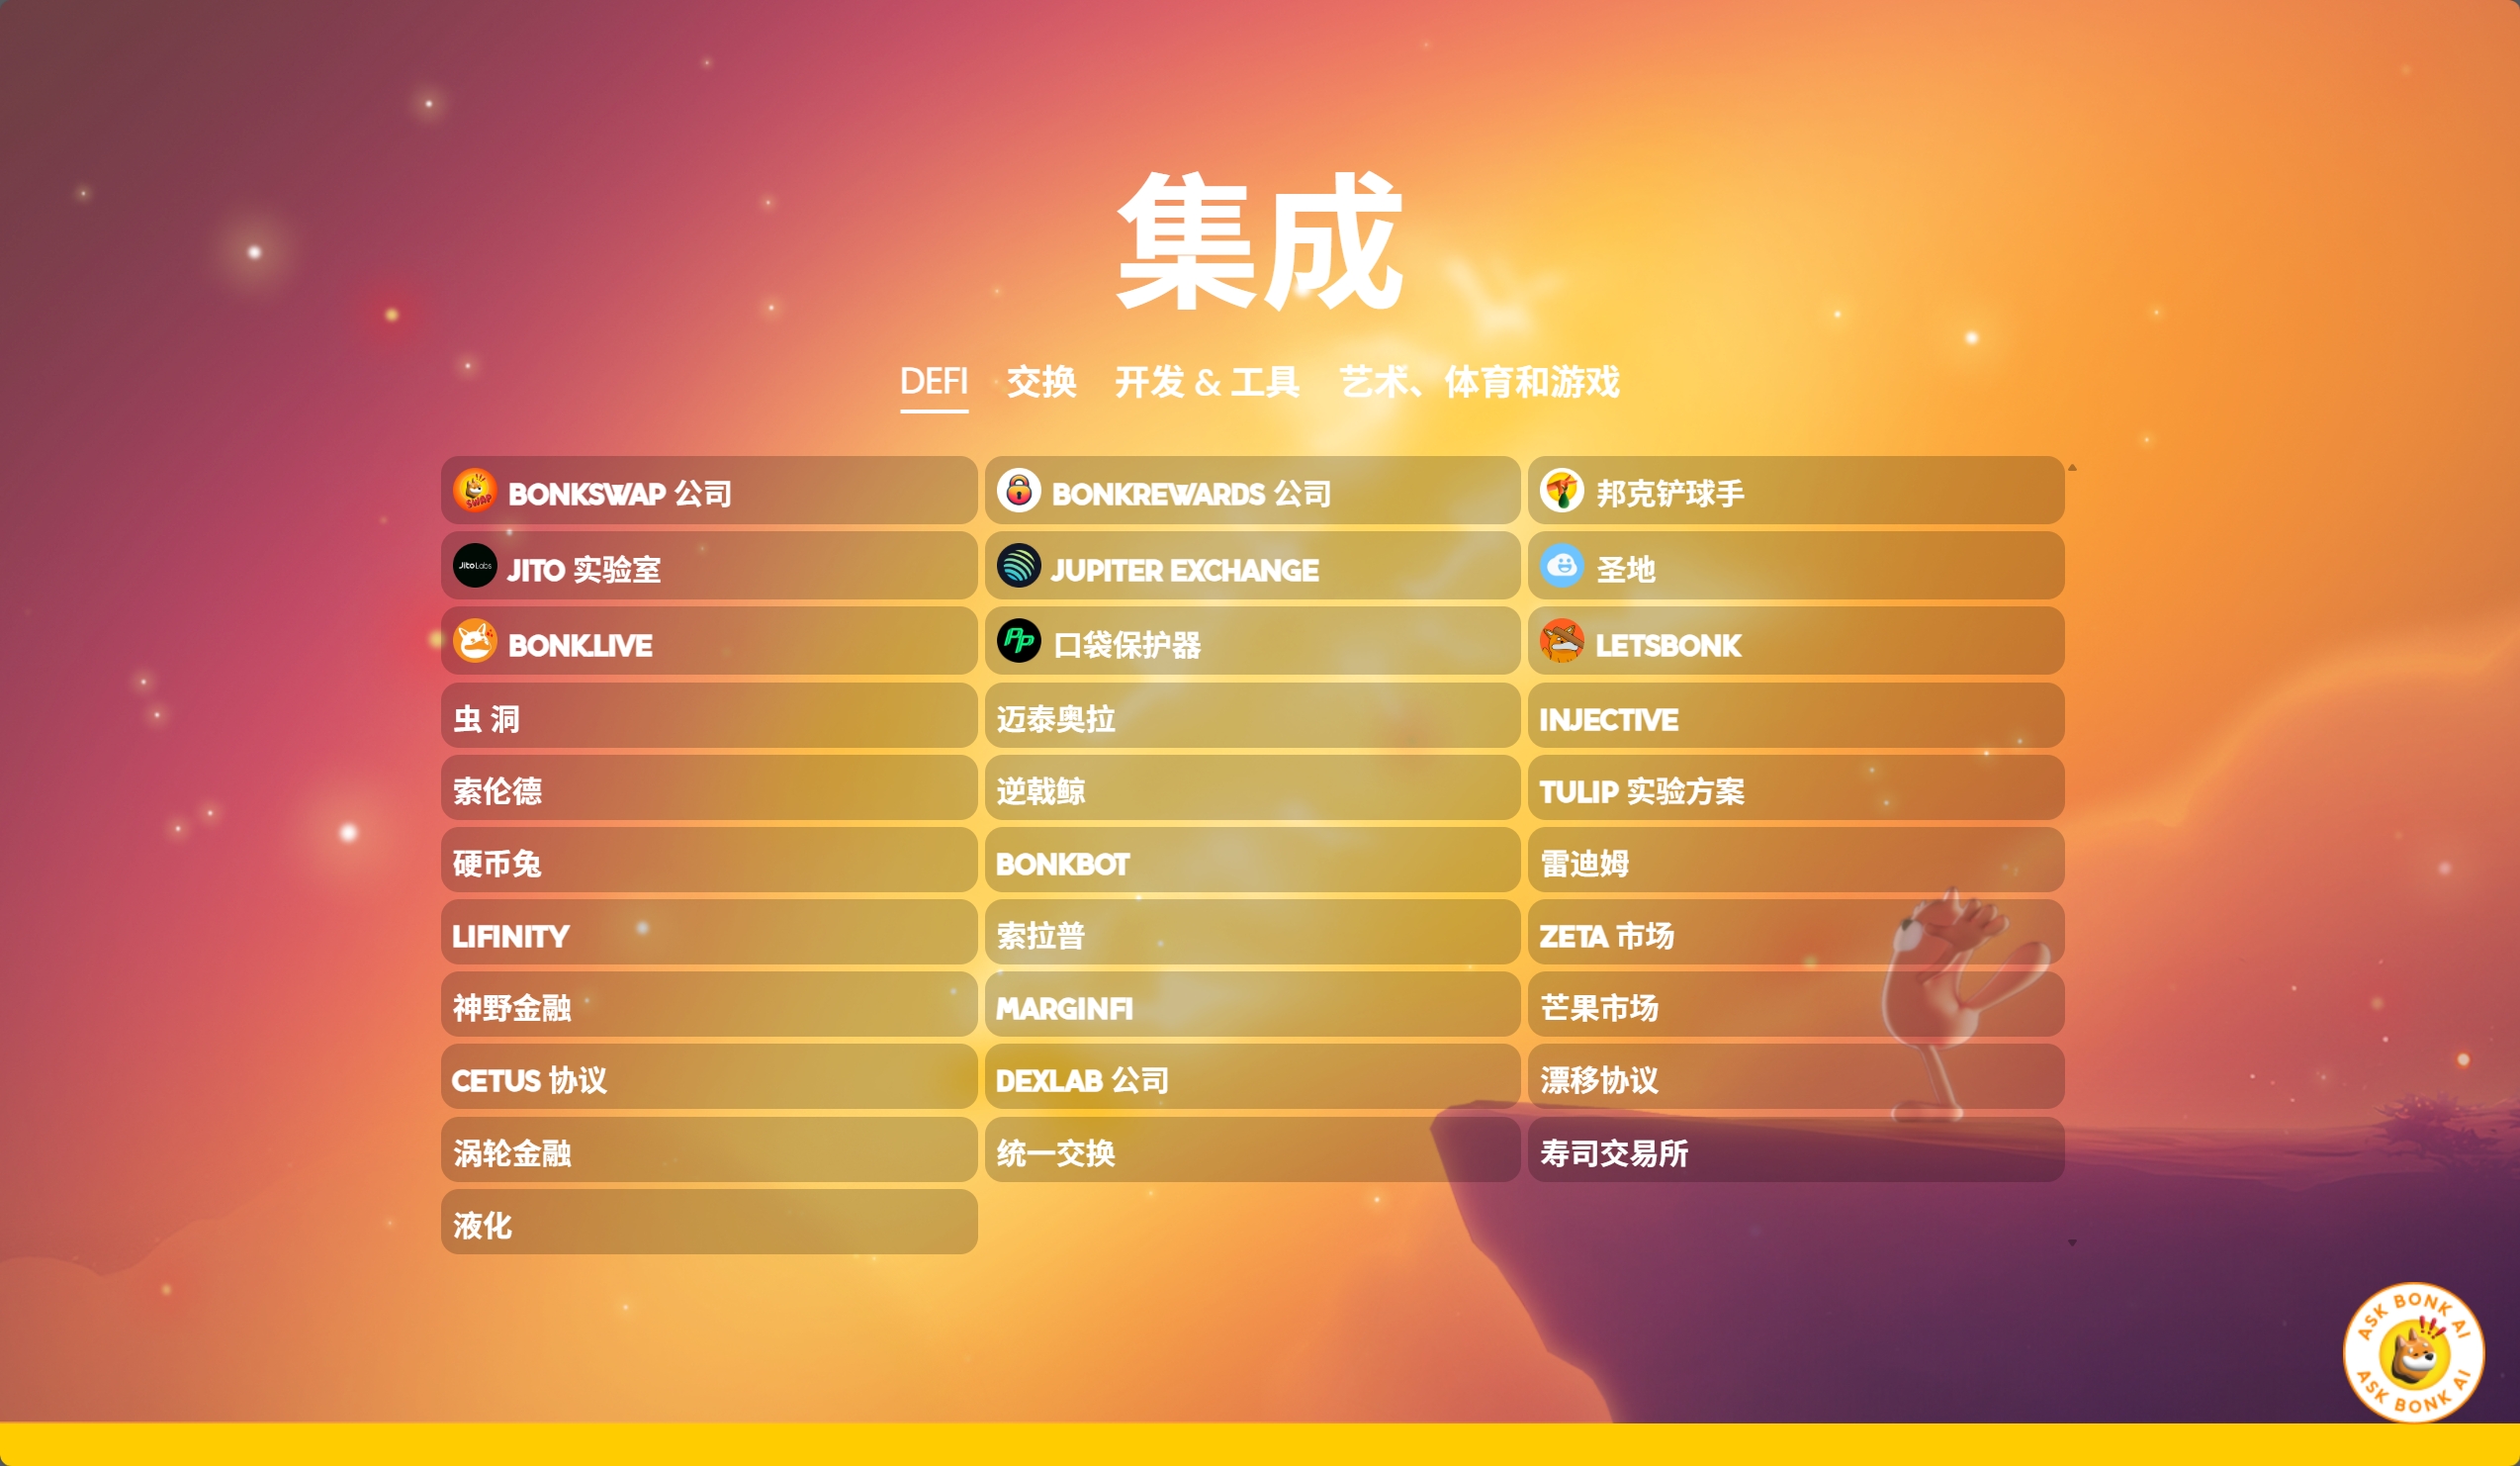 集成
DEFI 交换 开发 & 工具 艺术、体育和游戏
SWAP BONKSWAP 公司
BONKREWARDS 公司
邦克铲球手
JitoLabs JITO 实验室
JUPITER EXCHANGE
圣地
BONK.LIVE
PP 口袋保护器
LETSBONK
虫 洞
迈泰奥拉
INJECTIVE
索伦德
逆戟鲸
TULIP 实验方案
硬币兔
BONKBOT
雷迪姆
LIFINITY
索拉普
ZETA 市场
神野金融
MARGINFI
芒果市场
CETUS 协议
DEXLAB 公司
漂移协议
涡轮金融
统一交换
寿司交易所
液化
ASK BONK AI
ASK BONK AI